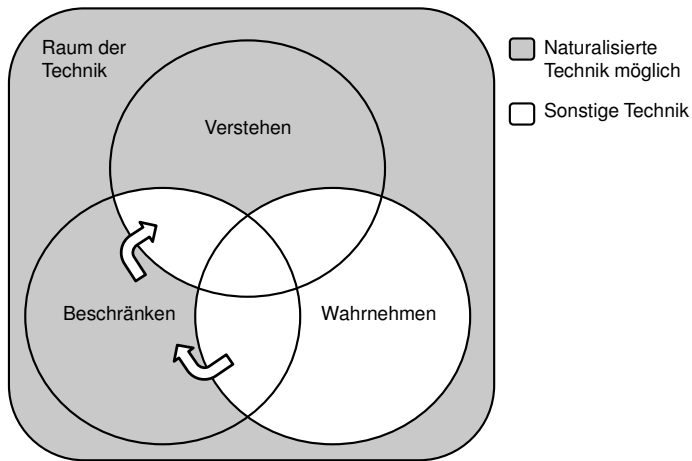 Raum der
Technik
Verstehen
Beschränken
Wahrnehmen
Naturalisierte
Technik möglich
Sonstige Technik